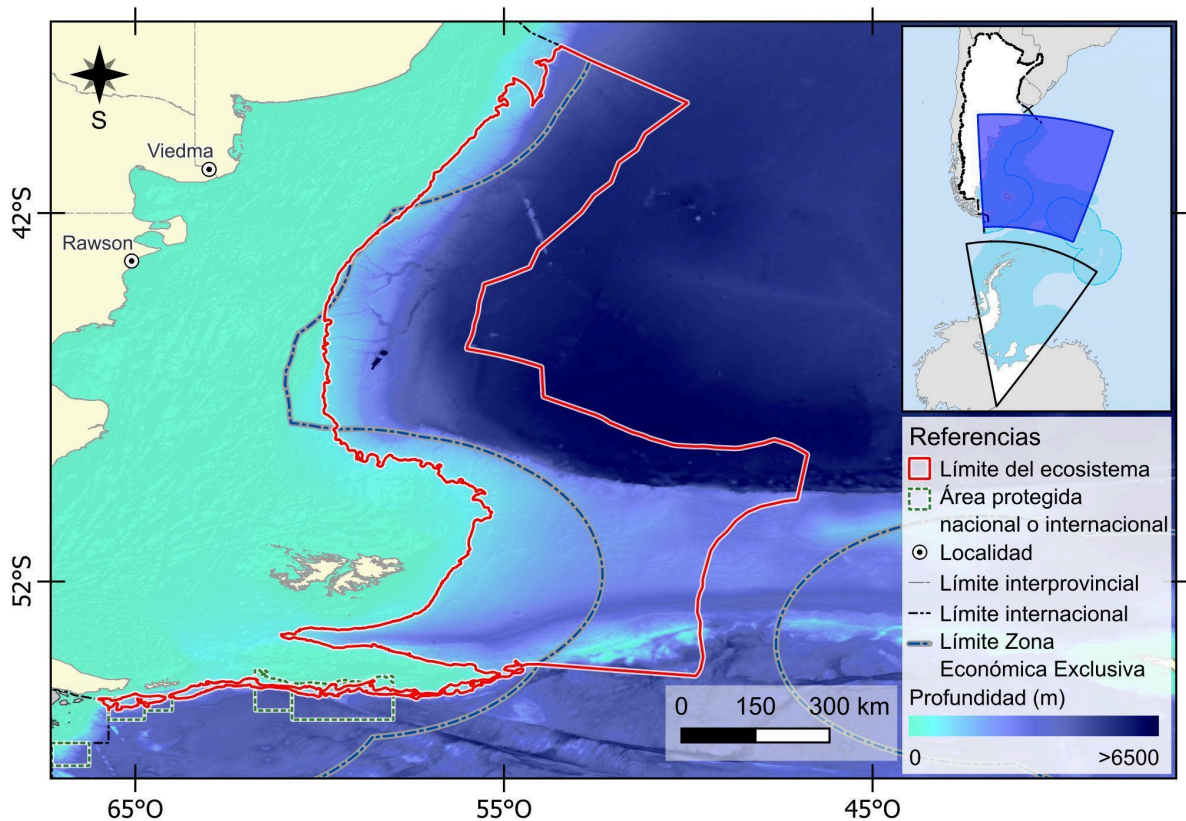 S
Viedma
Rawson
42°S
52°S
65°O
55°O
45°O
0 150 300 km
Referencias
Límite del ecosistema
Área protegida
nacional o internacional
Localidad
Límite interprovincial
Límite internacional
Límite Zona
Económica Exclusiva
Profundidad (m)
0 >6500